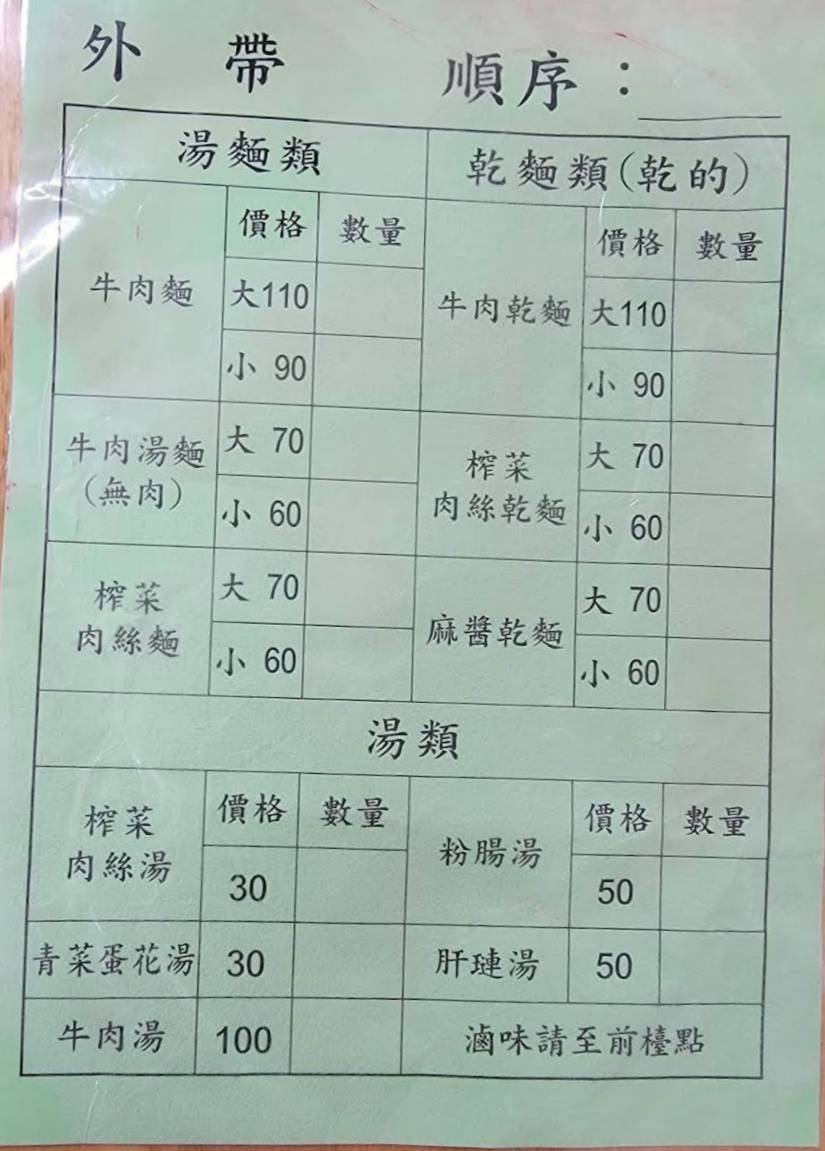 外 帶 順序：
湯麵類
牛肉麵
價格 數量
大110
小 90
牛肉湯麵
（無肉）
大 70
小 60
榨菜
肉絲麵
大 70
小 60
乾麵類（乾的）
牛肉乾麵
價格 數量
大110
小 90
榨菜
肉絲乾麵
大 70
小 60
麻醬乾麵
大 70
小 60
湯類
榨菜
肉絲湯
價格 數量
30
青菜蛋花湯 30
牛肉湯 100
粉腸湯
價格 數量
50
肝璉湯 50
滷味請至前檯點